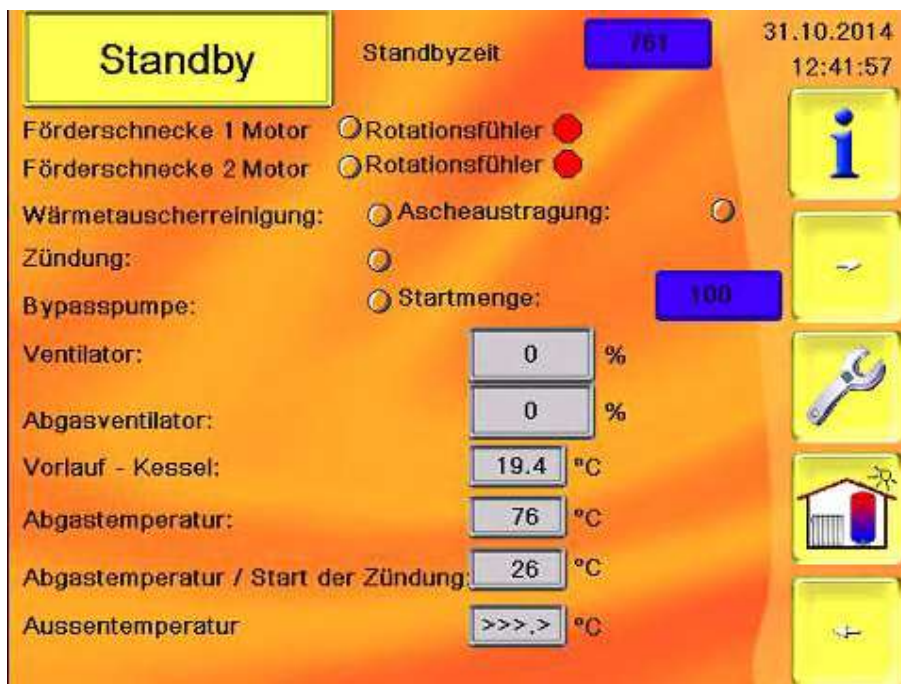 Standby
Standbyzeit 761
31.10.2014
12:41:57
Förderschnecke 1 Motor Rotationsfühler
Förderschnecke 2 Motor Rotationsfühler
Wärmetauscherreinigung: Ascheaustragung:
Zündung:
Bypasspumpe: Startmenge: 100
Ventilator: 0 %
Abgasventilator: 0 %
Vorlauf - Kessel: 19.4 °C
Abgastemperatur: 76 °C
Abgastemperatur / Start der Zündung: 26 °C
Aussentemperatur >>>.> °C